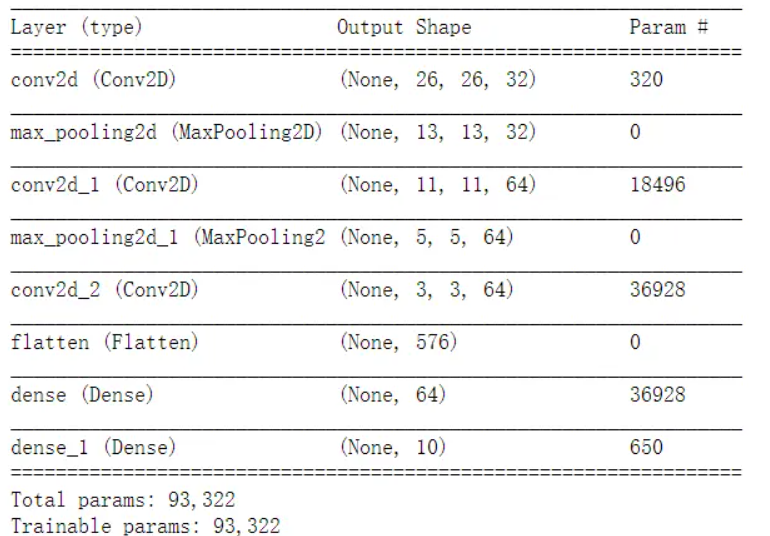 Layer (type) Output Shape Param #
=================================================================
conv2d (Conv2D) (None, 26, 26, 32) 320
max_pooling2d (MaxPooling2D) (None, 13, 13, 32) 0
conv2d_1 (Conv2D) (None, 11, 11, 64) 18496
max_pooling2d_1 (MaxPooling2 (None, 5, 5, 64) 0
conv2d_2 (Conv2D) (None, 3, 3, 64) 36928
flatten (Flatten) (None, 576) 0
dense (Dense) (None, 64) 36928
dense_1 (Dense) (None, 10) 650
=================================================================
Total params: 93,322
Trainable params: 93,322